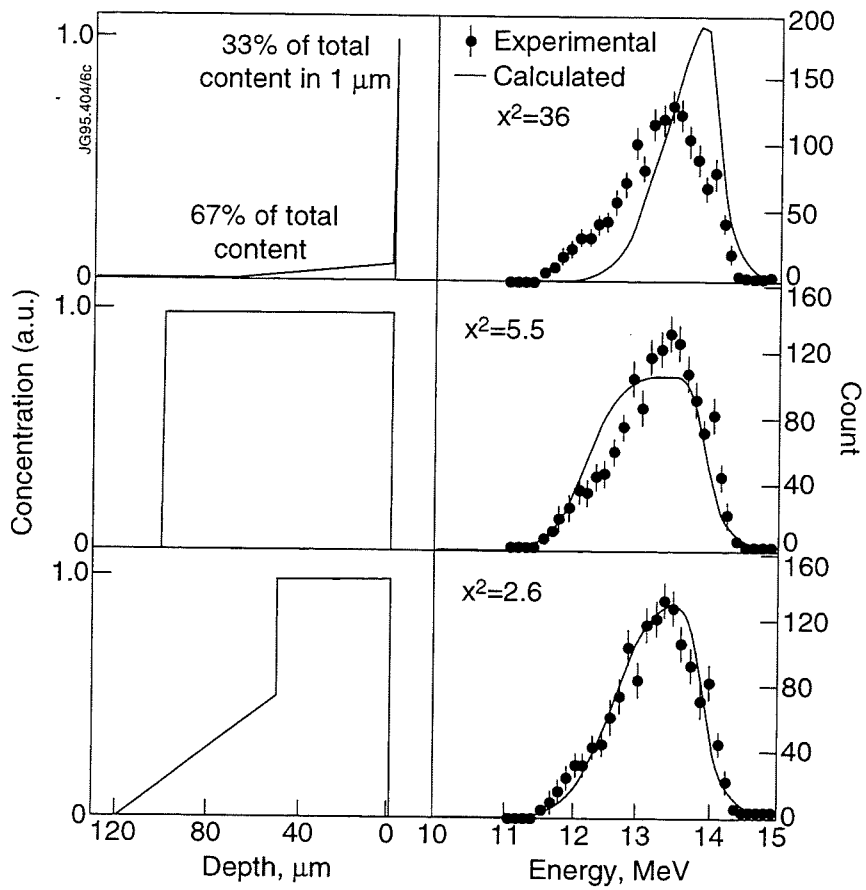 1.0
JG95.404/6c
33% of total
content in 1 μm
67% of total
content
0
Experimental
Calculated
x²=36
200
150
100
50
0
Concentration (a.u.)
1.0
0
x²=5.5
160
120
80
40
0
Count
1.0
0
x²=2.6
160
120
80
40
0
120
80
40
0
10
11
12
13
14
15
Depth, μm
Energy, MeV